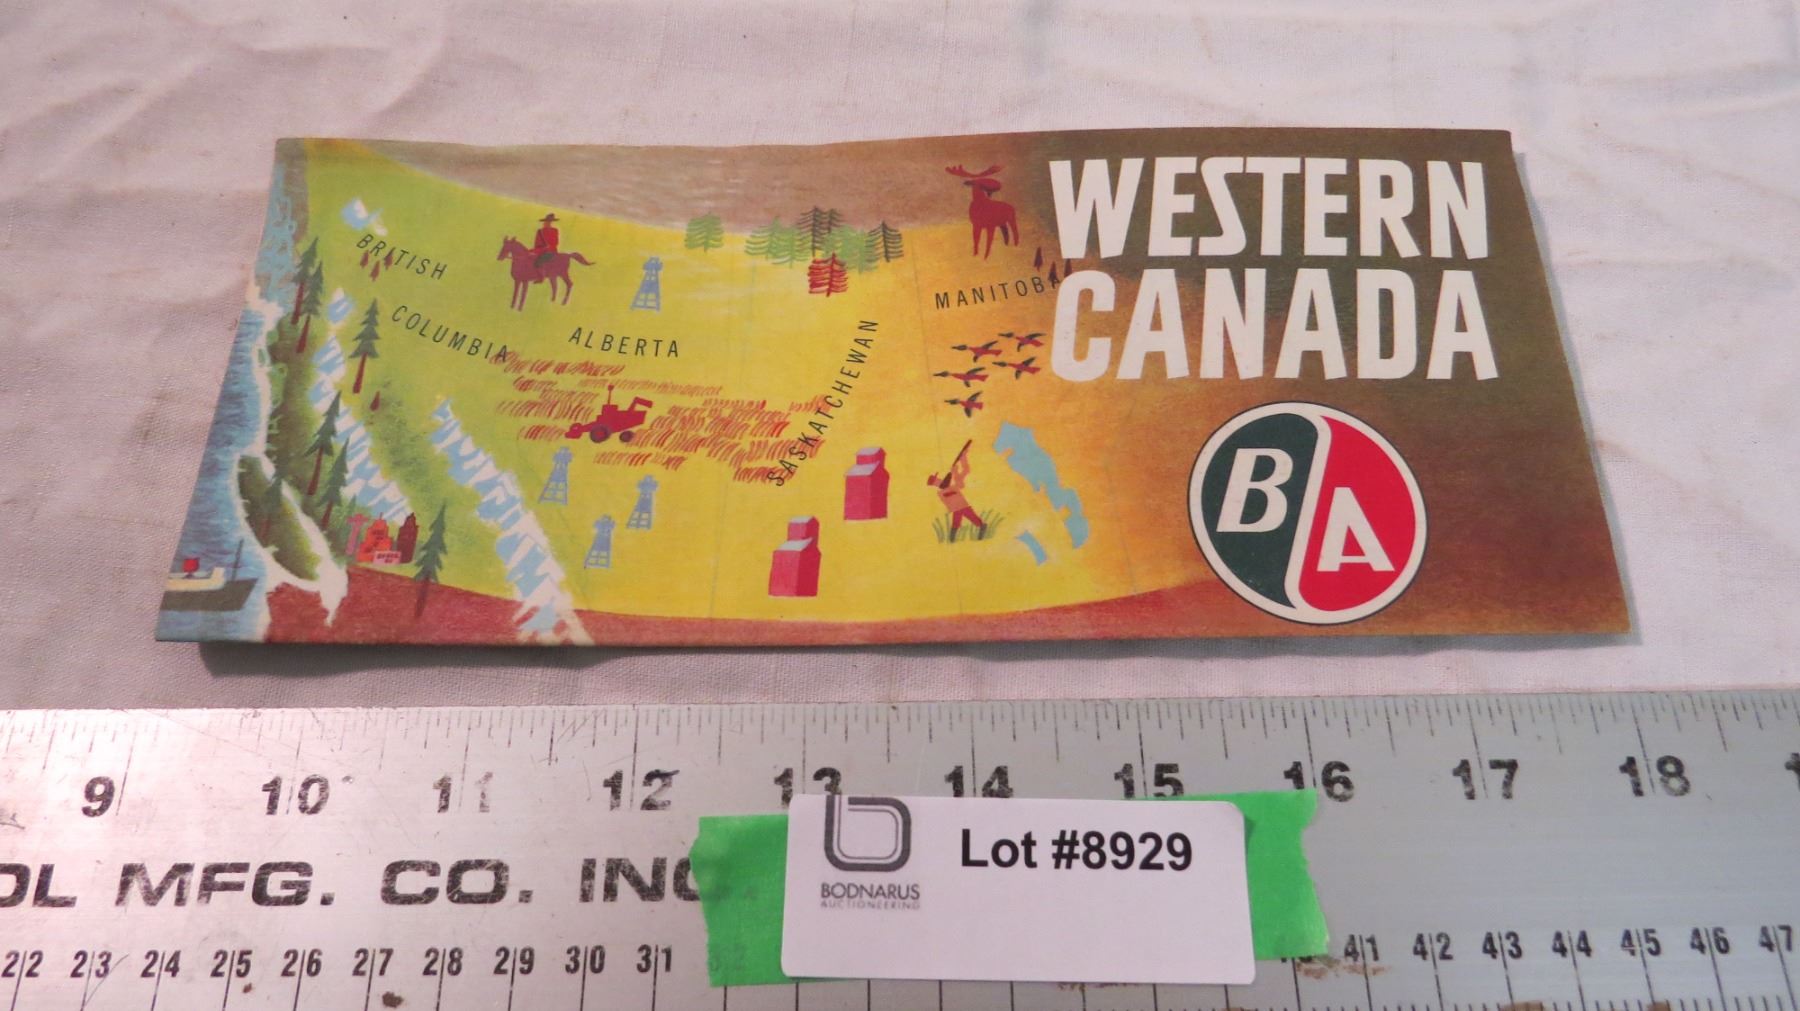 WESTERN
CANADA
BRITISH
COLUMBIA
ALBERTA
SASKATCHEWAN
MANITOBA
B/A
9 10 11 12 13 14 15 16 17 18
OL MFG. CO. INC.
BODNARUS
AUCTIONEERING
Lot #8929
22 23 24 25 26 27 28 29 30 31 32 41 42 43 44 45 46 47